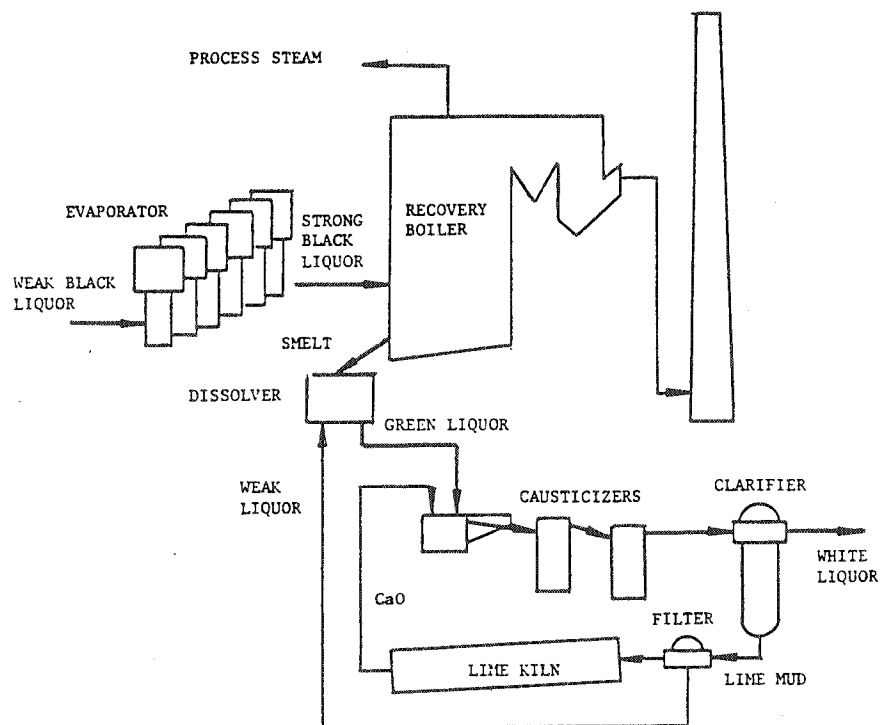 PROCESS STEAM
EVAPORATOR
STRONG
BLACK
LIQUOR
RECOVERY
BOILER
WEAK BLACK
LIQUOR
SMELT
DISSOLVER
GREEN LIQUOR
WEAK
LIQUOR
CAUSTICIZERS
CLARIFIER
WHITE
LIQUOR
CaO
FILTER
LIME KILN
LIME MUD